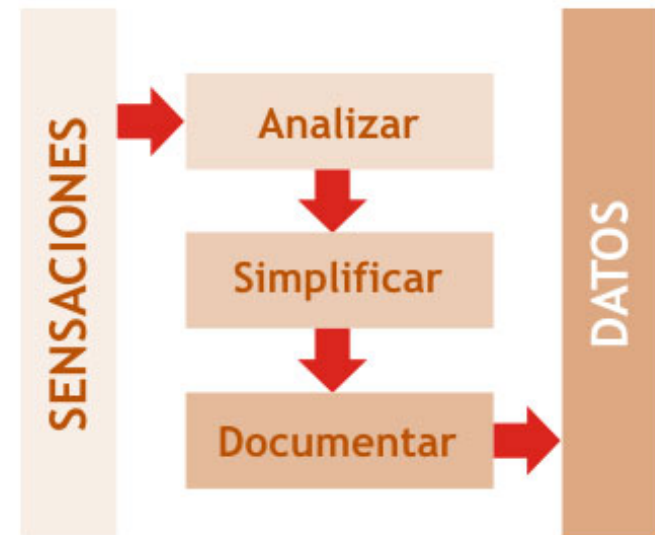 SENSACIONES
Analizar
Simplificar
Documentar
DATOS